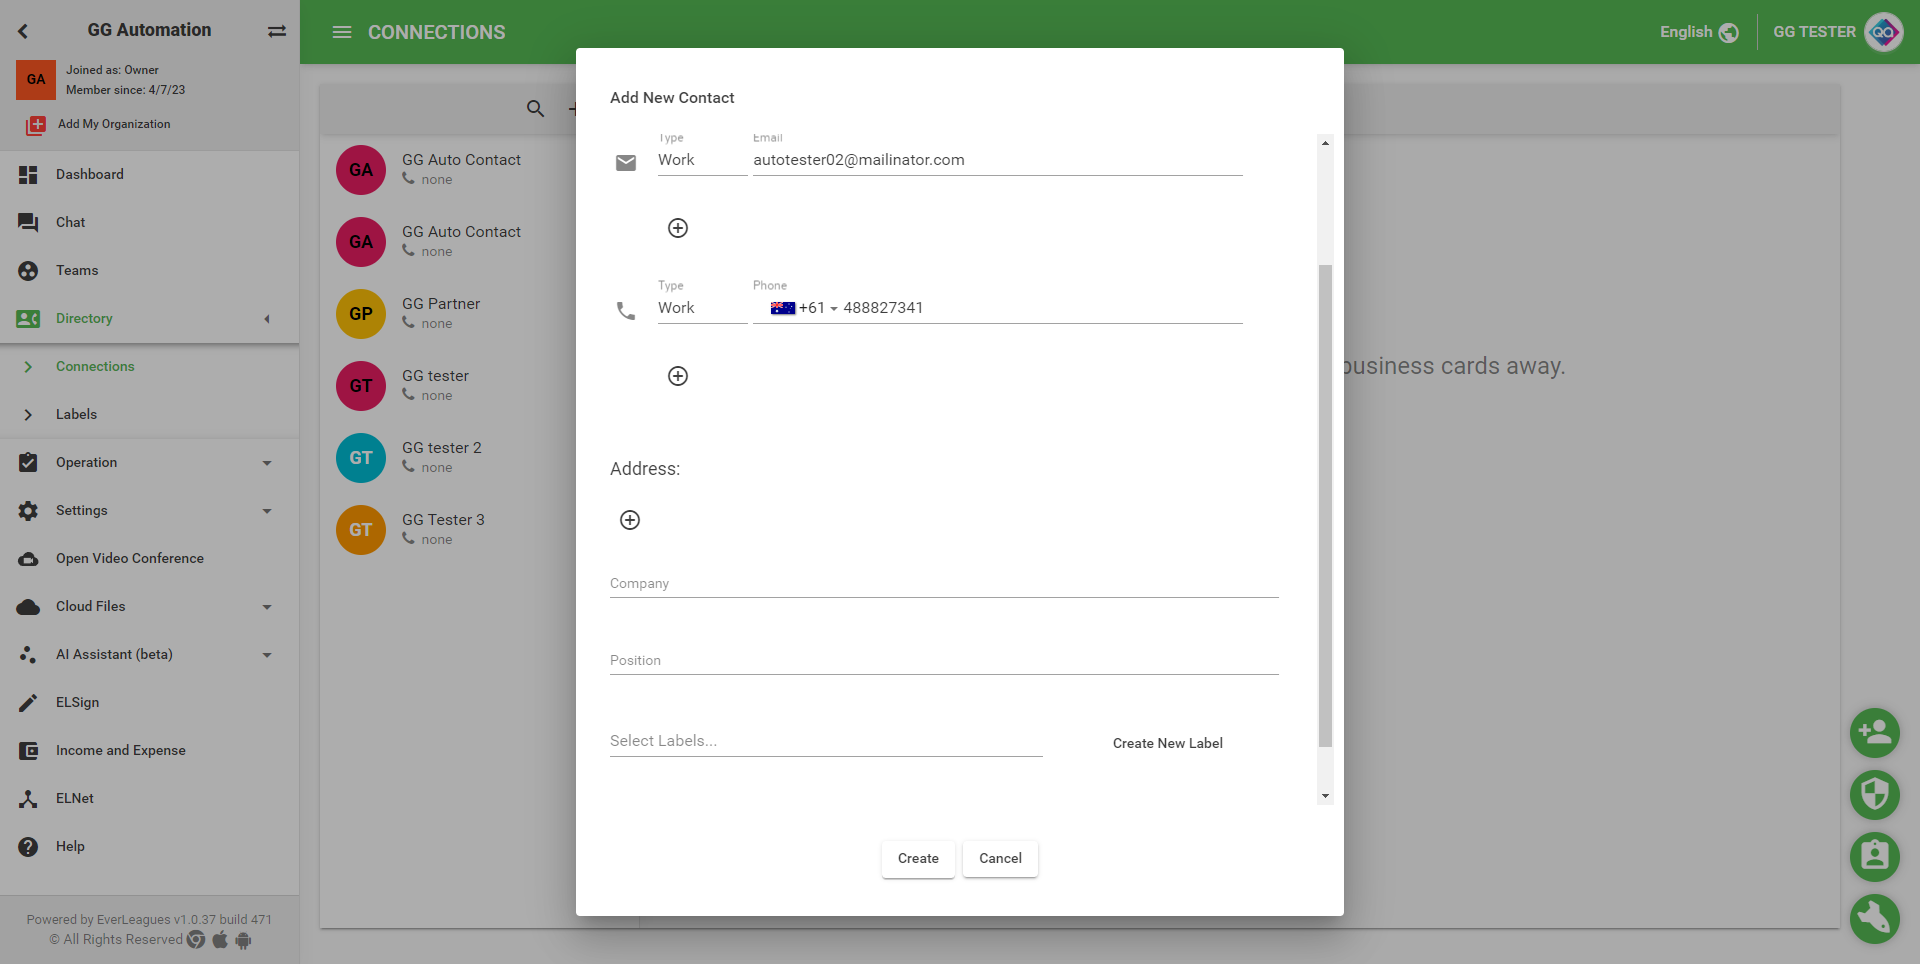 GG Automation
GA
Joined as: Owner
Member since: 4/7/23
Add My Organization
Dashboard
Chat
Teams
Directory
Connections
Labels
Operation
Settings
Open Video Conference
Cloud Files
AI Assistant (beta)
ELSign
Income and Expense
ELNet
Help
Powered by EverLeagues v1.0.37 build 471
© All Rights Reserved
CONNECTIONS
English
GG TESTER
GA
GG Auto Contact
none
GA
GG Auto Contact
none
GP
GG Partner
none
GT
GG tester
none
GT
GG tester 2
none
GT
GG Tester 3
none
business cards away.
Add New Contact
Type
Email
Work
autotester02@mailinator.com
Type
Phone
Work
+61
488827341
Address:
Company
Position
Select Labels...
Create New Label
Create
Cancel